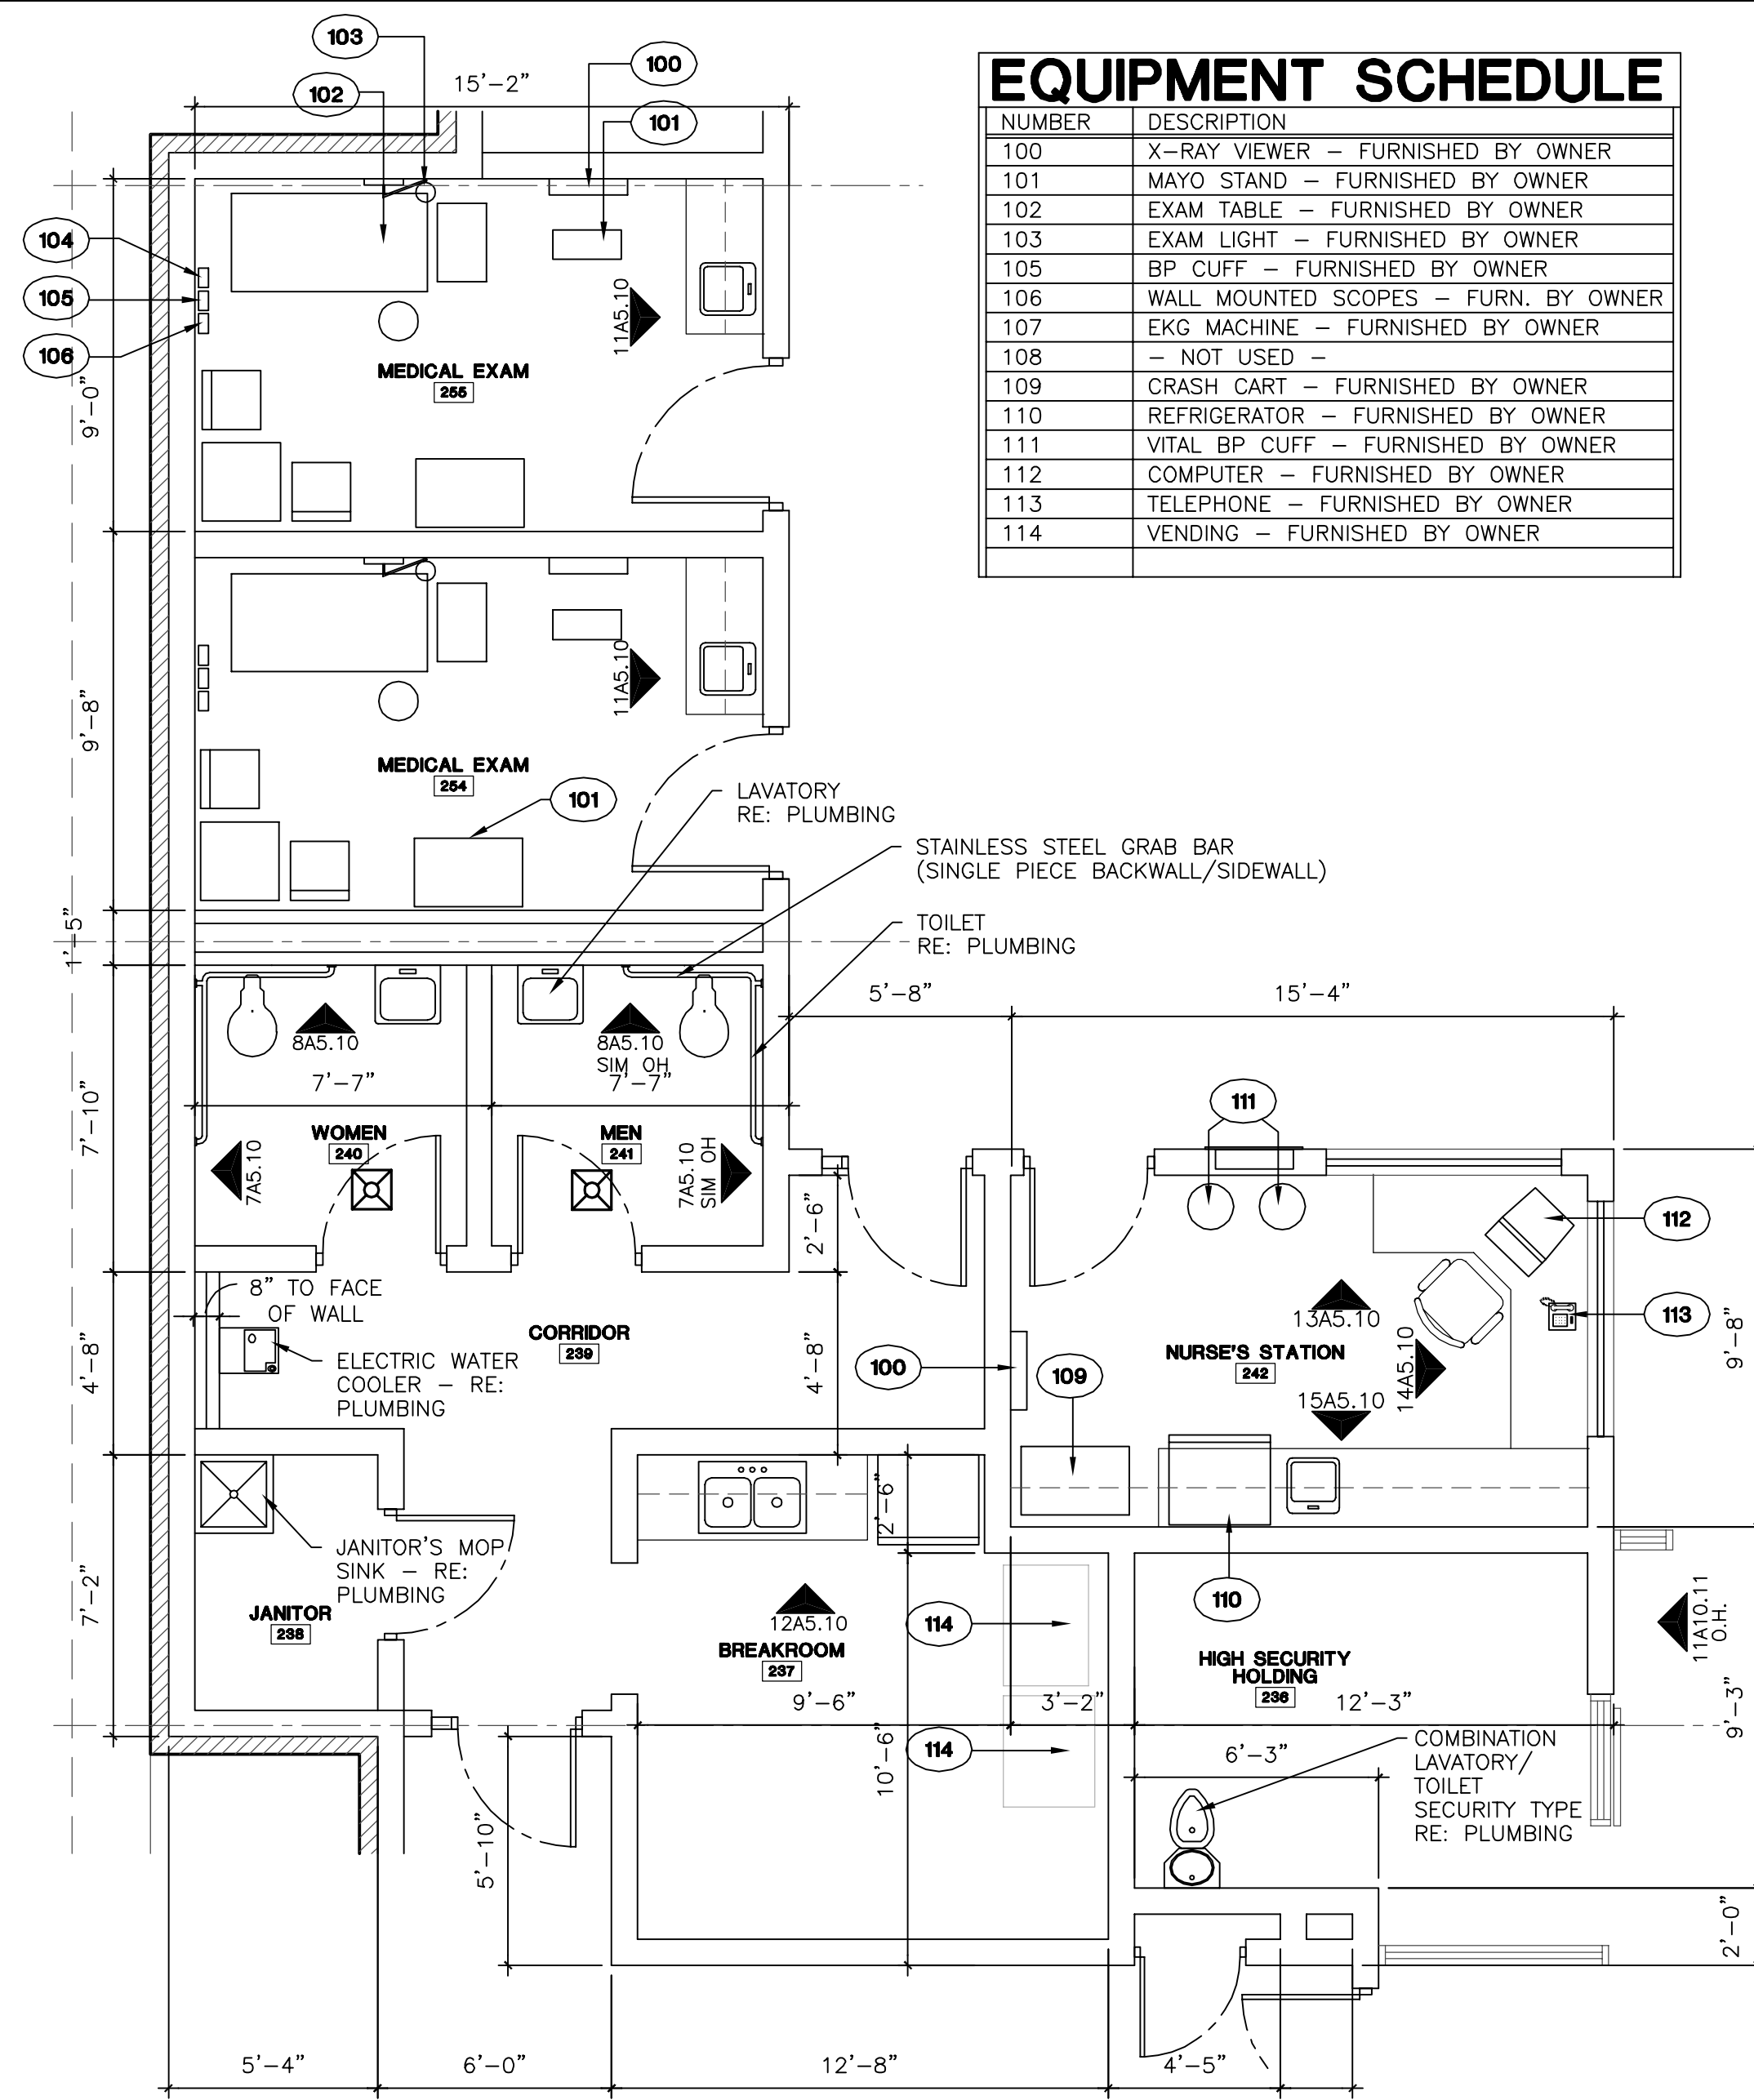 103
102
15'-2"
100
101
EQUIPMENT SCHEDULE
NUMBER DESCRIPTION
100 X-RAY VIEWER - FURNISHED BY OWNER
101 MAYO STAND - FURNISHED BY OWNER
102 EXAM TABLE - FURNISHED BY OWNER
103 EXAM LIGHT - FURNISHED BY OWNER
105 BP CUFF - FURNISHED BY OWNER
106 WALL MOUNTED SCOPES - FURN. BY OWNER
107 EKG MACHINE - FURNISHED BY OWNER
108 - NOT USED -
109 CRASH CART - FURNISHED BY OWNER
110 REFRIGERATOR - FURNISHED BY OWNER
111 VITAL BP CUFF - FURNISHED BY OWNER
112 COMPUTER - FURNISHED BY OWNER
113 TELEPHONE - FURNISHED BY OWNER
114 VENDING - FURNISHED BY OWNER
104
105
106
9'-0"
11A5.10
MEDICAL EXAM
255
9'-8"
11A5.10
MEDICAL EXAM
254
101
LAVATORY
RE: PLUMBING
STAINLESS STEEL GRAB BAR
(SINGLE PIECE BACKWALL/SIDEWALL)
TOILET
RE: PLUMBING
1'-5"
5'-8"
15'-4"
8A5.10
8A5.10
SIM OH
7'-7"
7'-7"
7'-10"
WOMEN
240
MEN
241
7A5.10
7A5.10
SIM OH
111
112
113
2'-6"
8" TO FACE
OF WALL
CORRIDOR
239
4'-8"
4'-8"
ELECTRIC WATER
COOLER - RE:
PLUMBING
100
109
13A5.10
NURSE'S STATION
242
14A5.10
15A5.10
9'-8"
2'-6"
JANITOR'S MOP
SINK - RE:
PLUMBING
7'-2"
JANITOR
238
12A5.10
BREAKROOM
237
114
110
HIGH SECURITY
HOLDING
236
11A10.11
O.H.
9'-6"
3'-2"
12'-3"
9'-3"
10'-6"
114
6'-3"
COMBINATION
LAVATORY/
TOILET
SECURITY TYPE
RE: PLUMBING
5'-10"
2'-0"
5'-4"
6'-0"
12'-8"
4'-5"